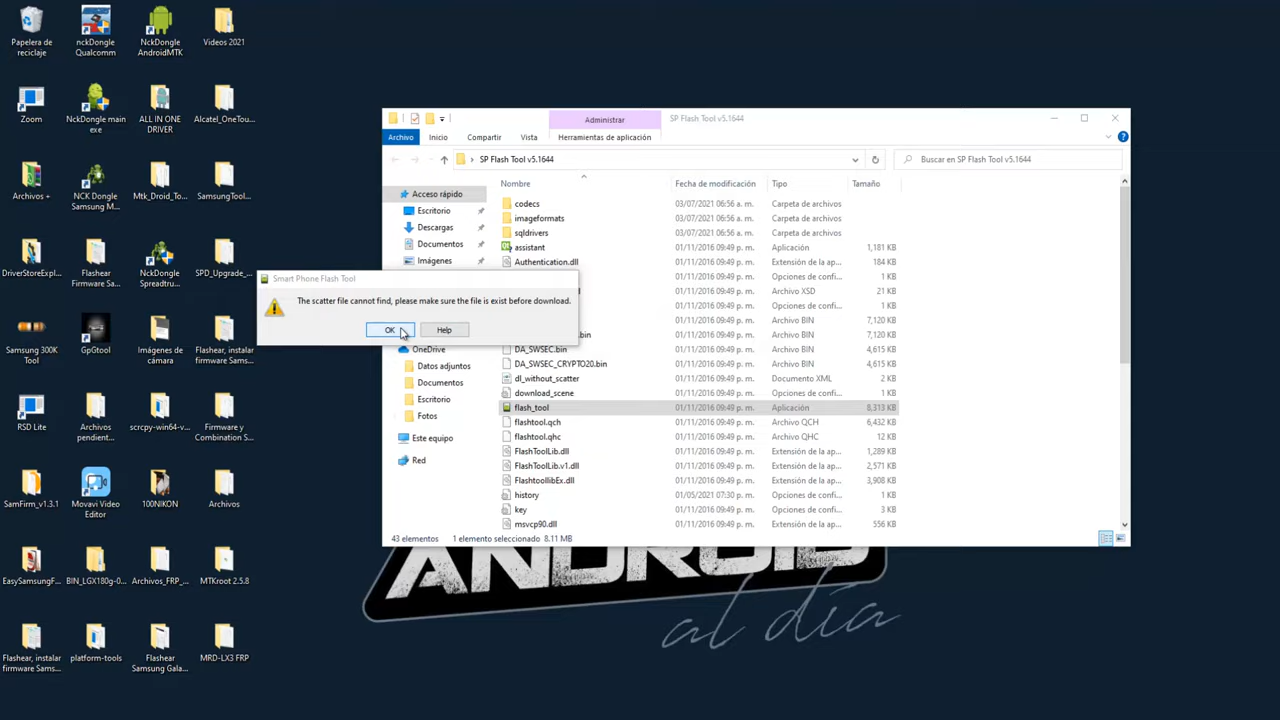 Papelera de
reciclaje
nckDongle
Qualcomm
NckDongle
AndroidMTK
Videos 2021
Zoom
NckDongle main
exe
ALL IN ONE
DRIVER
Alcatel_OneTou...
Archivos +
NCK Dongle
Samsung M...
Mtk_Droid_To...
SamsungTool...
DriverStoreExpl...
Flashear
Firmware Sa...
NckDongle
Spreadtru...
SPD_Upgrade_...
Samsung 300K
Tool
GpGtool
Imágenes de
cámara
Flashear, instalar
firmware Sams...
RSD Lite
Archivos
pendient...
scrcpy-win64-v...
Firmware y
Combination S...
SamFirm_v1.3.1
Movavi Video
Editor
100NIKON
Archivos
EasySamsungF...
BIN_LGX180g-0...
Archivos_FRP_...
MTKroot 2.5.8
Flashear, instalar
firmware Sams...
platform-tools
Flashear
Samsung Gala...
MRD-LX3 FRP
Administrar
SP Flash Tool v5.1644
Archivo Inicio Compartir Vista Herramientas de aplicación
SP Flash Tool v5.1644
Buscar en SP Flash Tool v5.1644
Nombre Fecha de modificación Tipo Tamaño
Acceso rápido
Escritorio
Descargas
Documentos
Imágenes
OneDrive
Datos adjuntos
Documentos
Escritorio
Fotos
Este equipo
Red
codecs 03/07/2021 06:56 a. m. Carpeta de archivos
imageformats 03/07/2021 06:56 a. m. Carpeta de archivos
sqldrivers 03/07/2021 06:56 a. m. Carpeta de archivos
assistant 01/11/2016 09:49 p. m. Aplicación 1,181 KB
Authentication.dll 01/11/2016 09:49 p. m. Extensión de la ap... 184 KB
01/11/2016 09:49 p. m. Opciones de confi... 1 KB
01/11/2016 09:49 p. m. Archivo XSD 21 KB
01/11/2016 09:49 p. m. Opciones de confi... 1 KB
01/11/2016 09:49 p. m. Archivo BIN 7,120 KB
.bin 01/11/2016 09:49 p. m. Archivo BIN 7,120 KB
DA_SWSEC.bin 01/11/2016 09:49 p. m. Archivo BIN 4,615 KB
DA_SWSEC_CRYPTO20.bin 01/11/2016 09:49 p. m. Archivo BIN 4,615 KB
dl_without_scatter 01/11/2016 09:49 p. m. Documento XML 2 KB
download_scene 01/11/2016 09:49 p. m. Opciones de confi... 1 KB
flash_tool 01/11/2016 09:49 p. m. Aplicación 8,313 KB
flashtool.qch 01/11/2016 09:49 p. m. Archivo QCH 6,432 KB
flashtool.qhc 01/11/2016 09:49 p. m. Archivo QHC 12 KB
FlashToolLib.dll 01/11/2016 09:49 p. m. Extensión de la ap... 1,289 KB
FlashToolLib.v1.dll 01/11/2016 09:49 p. m. Extensión de la ap... 2,571 KB
FlashtoollibEx.dll 01/11/2016 09:49 p. m. Extensión de la ap... 3,908 KB
history 01/05/2021 07:30 p. m. Opciones de confi... 1 KB
key 01/11/2016 09:49 p. m. Opciones de confi... 3 KB
msvcp90.dll 01/11/2016 09:49 p. m. Extensión de la ap... 556 KB
43 elementos 1 elemento seleccionado 8.11 MB
Smart Phone Flash Tool
The scatter file cannot find, please make sure the file is exist before download.
OK Help
ANDROID
al día